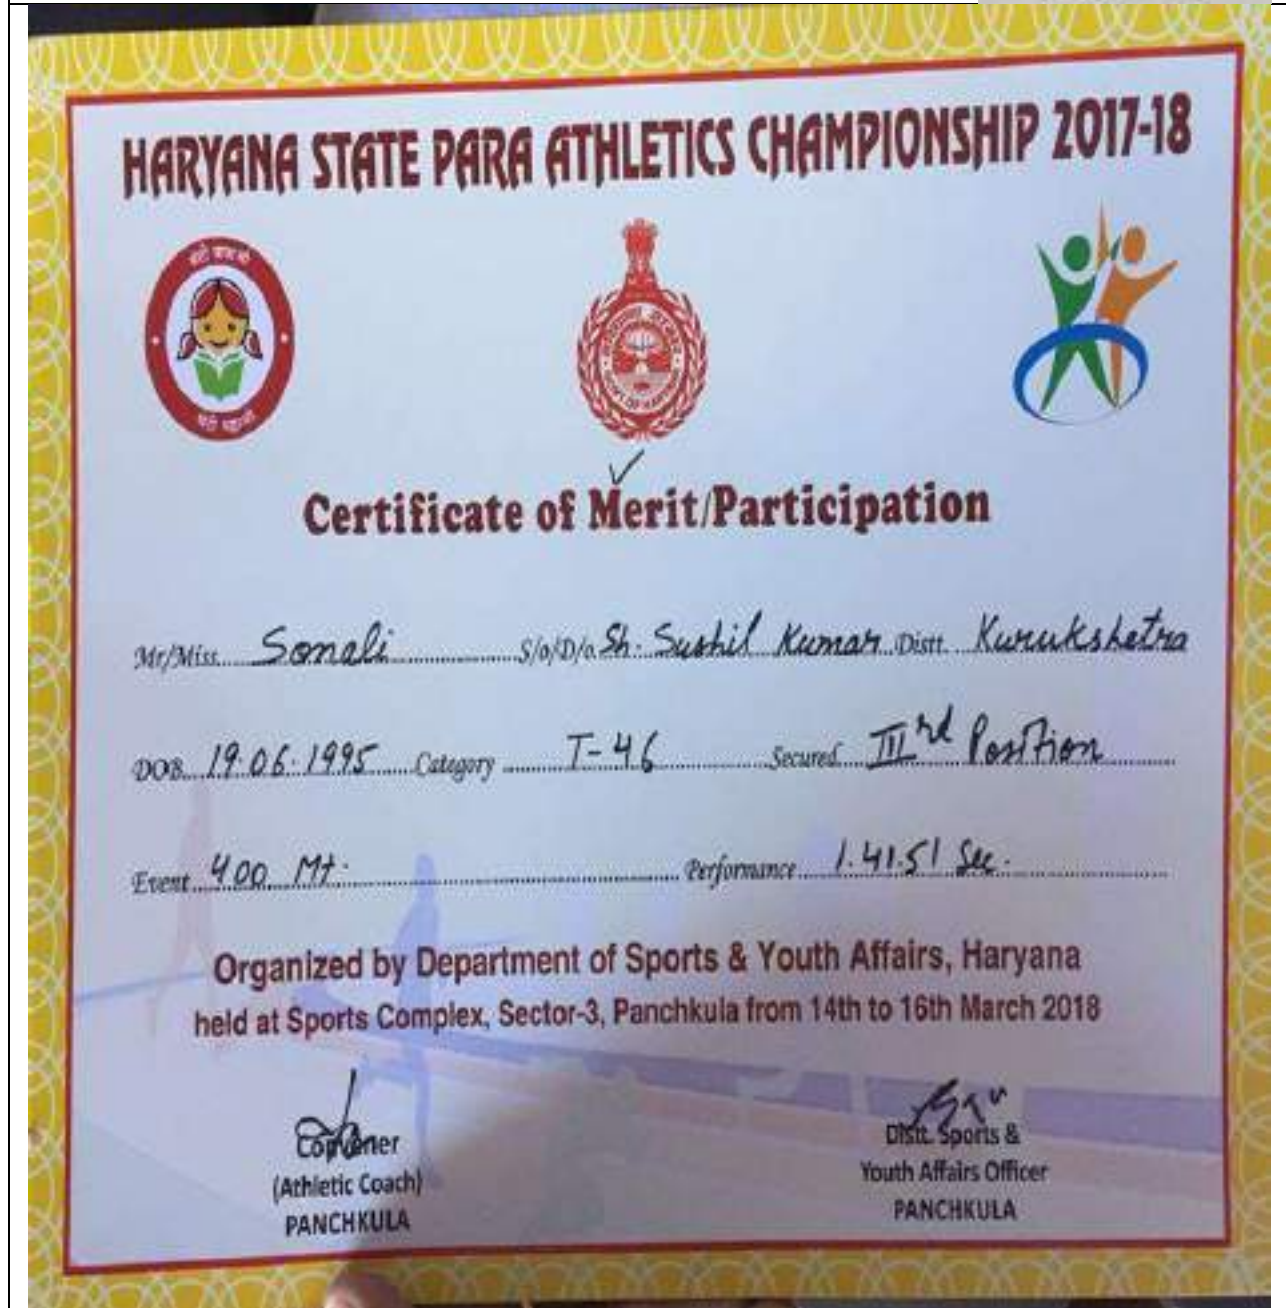 HARYANA STATE PARA ATHLETICS CHAMPIONSHIP 2017-18
Certificate of Merit/Participation
Mr/Miss Sonali S/o/D/o Sh. Sushil Kumar Distt. Kurukshetra
DOB 19.06.1995 Category T-46 Secured IIIrd Position
Event 400 Mt. Performance 1.41.51 Sec.
Organized by Department of Sports & Youth Affairs, Haryana
held at Sports Complex, Sector-3, Panchkula from 14th to 16th March 2018
Convener
(Athletic Coach)
PANCHKULA
Distt. Sports &
Youth Affairs Officer
PANCHKULA